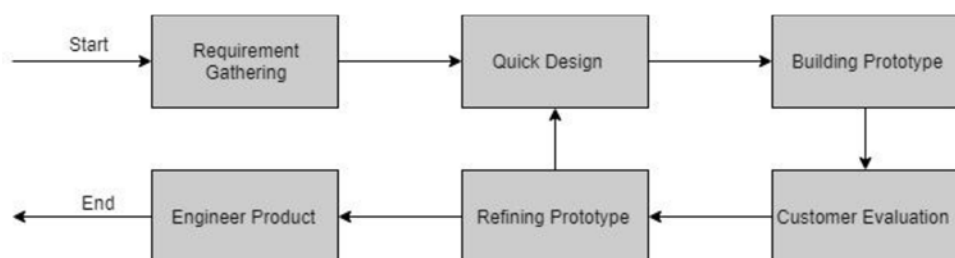 Start
Requirement
Gathering
Quick Design
Building Prototype
End
Engineer Product
Refining Prototype
Customer Evaluation